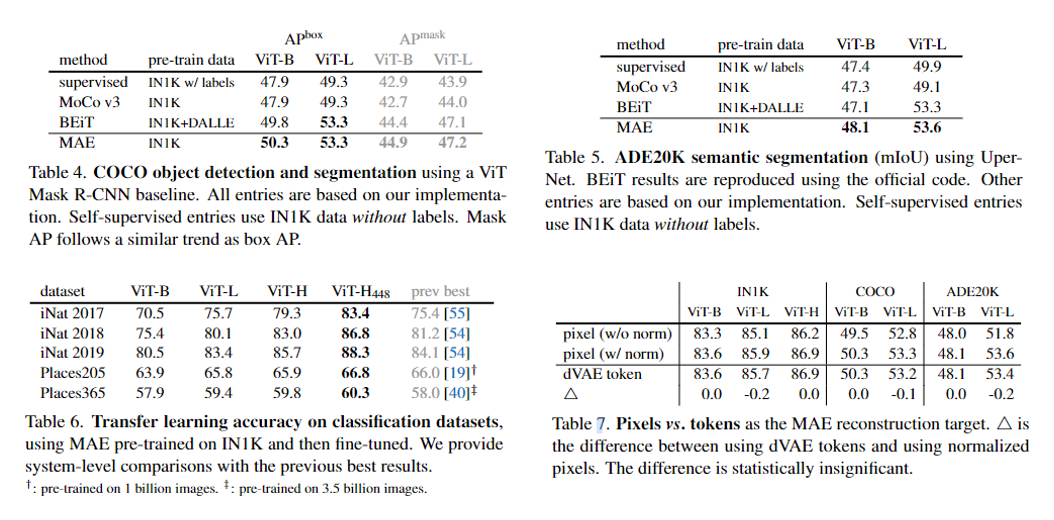 APbox APmask
method pre-train data ViT-B ViT-L ViT-B ViT-L
supervised IN1K w/ labels 47.9 49.3 42.9 43.9
MoCo v3 IN1K 47.9 49.3 42.7 44.0
BEiT IN1K+DALLE 49.8 53.3 44.4 47.1
MAE IN1K 50.3 53.3 44.9 47.2
Table 4. COCO object detection and segmentation using a ViT
Mask R-CNN baseline. All entries are based on our implementa-
tion. Self-supervised entries use IN1K data without labels. Mask
AP follows a similar trend as box AP.
method pre-train data ViT-B ViT-L
supervised IN1K w/ labels 47.4 49.9
MoCo v3 IN1K 47.3 49.1
BEiT IN1K+DALLE 47.1 53.3
MAE IN1K 48.1 53.6
Table 5. ADE20K semantic segmentation (mIoU) using Uper-
Net. BEiT results are reproduced using the official code. Other
entries are based on our implementation. Self-supervised entries
use IN1K data without labels.
dataset ViT-B ViT-L ViT-H ViT-H448 prev best
iNat 2017 70.5 75.7 79.3 83.4 75.4 [55]
iNat 2018 75.4 80.1 83.0 86.8 81.2 [54]
iNat 2019 80.5 83.4 85.7 88.3 84.1 [54]
Places205 63.9 65.8 65.9 66.8 66.0 [19]†
Places365 57.9 59.4 59.8 60.3 58.0 [40]‡
Table 6. Transfer learning accuracy on classification datasets,
using MAE pre-trained on IN1K and then fine-tuned. We provide
system-level comparisons with the previous best results.
†: pre-trained on 1 billion images. ‡: pre-trained on 3.5 billion images.
IN1K COCO ADE20K
ViT-B ViT-L ViT-H ViT-B ViT-L ViT-B ViT-L
pixel (w/o norm) 83.3 85.1 86.2 49.5 52.8 48.0 51.8
pixel (w/ norm) 83.6 85.9 86.9 50.3 53.3 48.1 53.6
dVAE token 83.6 85.7 86.9 50.3 53.2 48.1 53.4
△ 0.0 -0.2 0.0 0.0 -0.1 0.0 -0.2
Table 7. Pixels vs. tokens as the MAE reconstruction target. △ is
the difference between using dVAE tokens and using normalized
pixels. The difference is statistically insignificant.